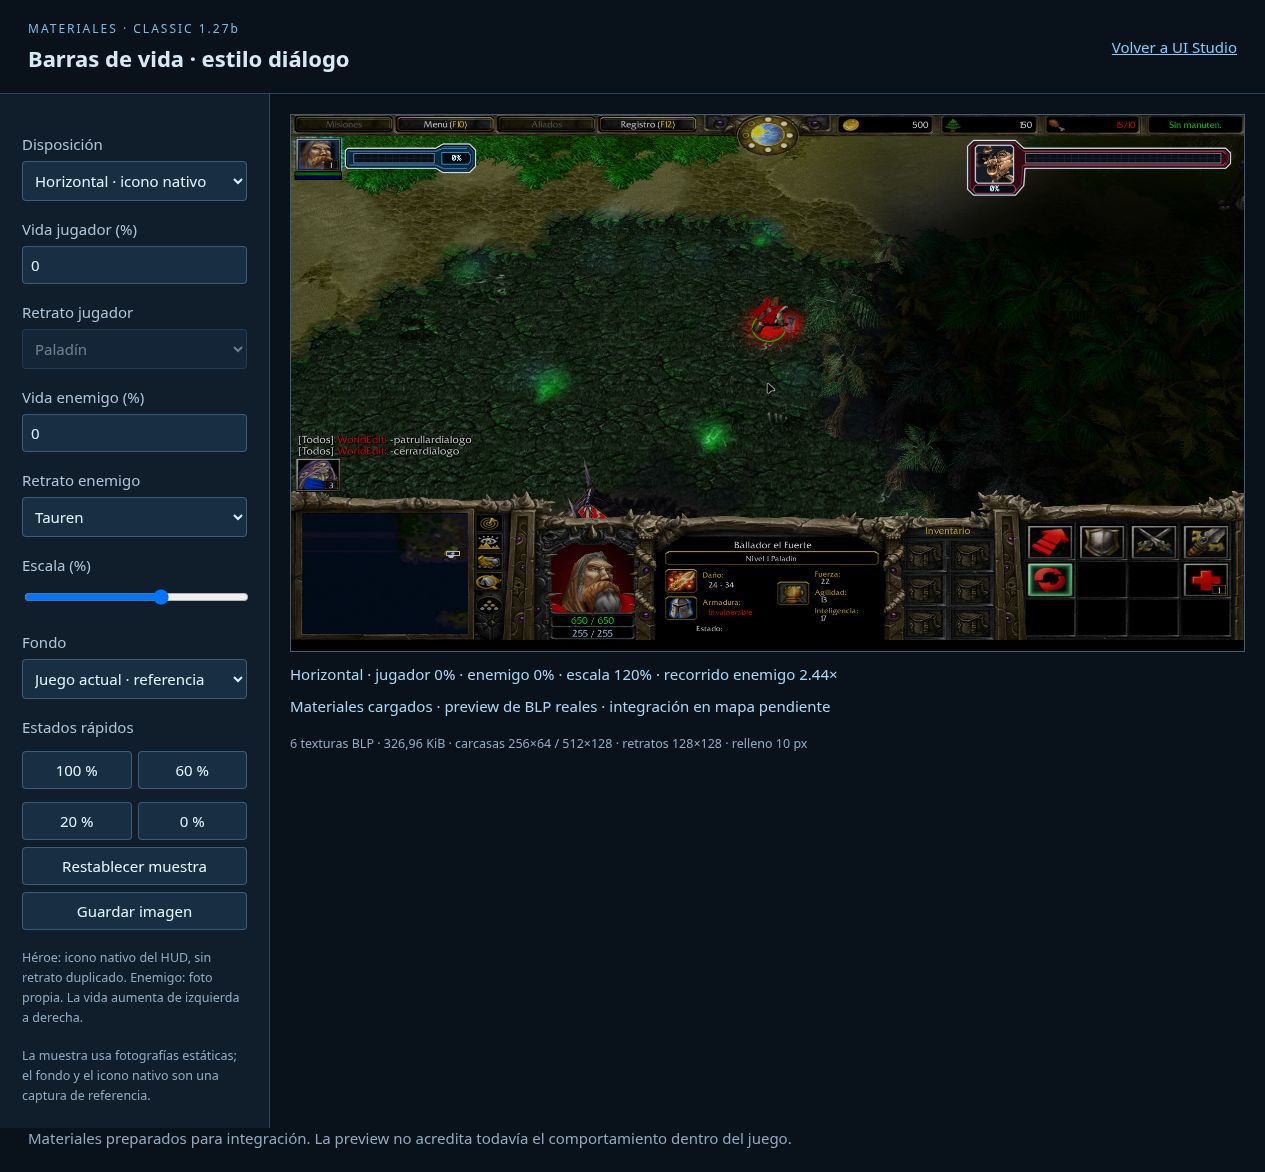 MATERIALES · CLASSIC 1.27b
Barras de vida · estilo diálogo
Volver a UI Studio
Disposición
Horizontal · icono nativo
Vida jugador (%)
0
Retrato jugador
Paladín
Vida enemigo (%)
0
Retrato enemigo
Tauren
Escala (%)
Fondo
Juego actual · referencia
Estados rápidos
100 %
60 %
20 %
0 %
Restablecer muestra
Guardar imagen
Héroe: icono nativo del HUD, sin
retrato duplicado. Enemigo: foto
propia. La vida aumenta de izquierda
a derecha.
La muestra usa fotografías estáticas;
el fondo y el icono nativo son una
captura de referencia.
Misiones
Menú (F10)
Aliados
Registro (F12)
500
150
15/10
Sin manuten.
1
0%
0%
[Todos] WorldEdit: -patrullardialogo
[Todos] WorldEdit: -cerrardialogo
3
650 / 650
255 / 255
Ballador el Fuerte
Nivel 1 Paladín
Daño:
24 - 34
Armadura:
Invulnerable
Estado:
Fuerza:
22
Agilidad:
13
Inteligencia:
17
Inventario
1
Horizontal · jugador 0% · enemigo 0% · escala 120% · recorrido enemigo 2.44×
Materiales cargados · preview de BLP reales · integración en mapa pendiente
6 texturas BLP · 326,96 KiB · carcasas 256×64 / 512×128 · retratos 128×128 · relleno 10 px
Materiales preparados para integración. La preview no acredita todavía el comportamiento dentro del juego.